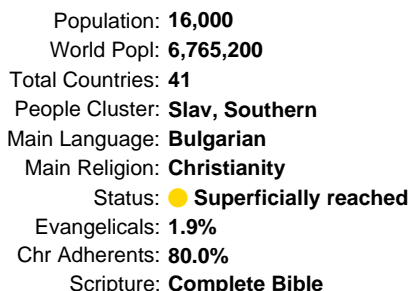 Population: 16,000
World Popl: 6,765,200
Total Countries: 41
People Cluster: Slav, Southern
Main Language: Bulgarian
Main Religion: Christianity
Status: Superficially reached
Evangelicals: 1.9%
Chr Adherents: 80.0%
Scripture: Complete Bible